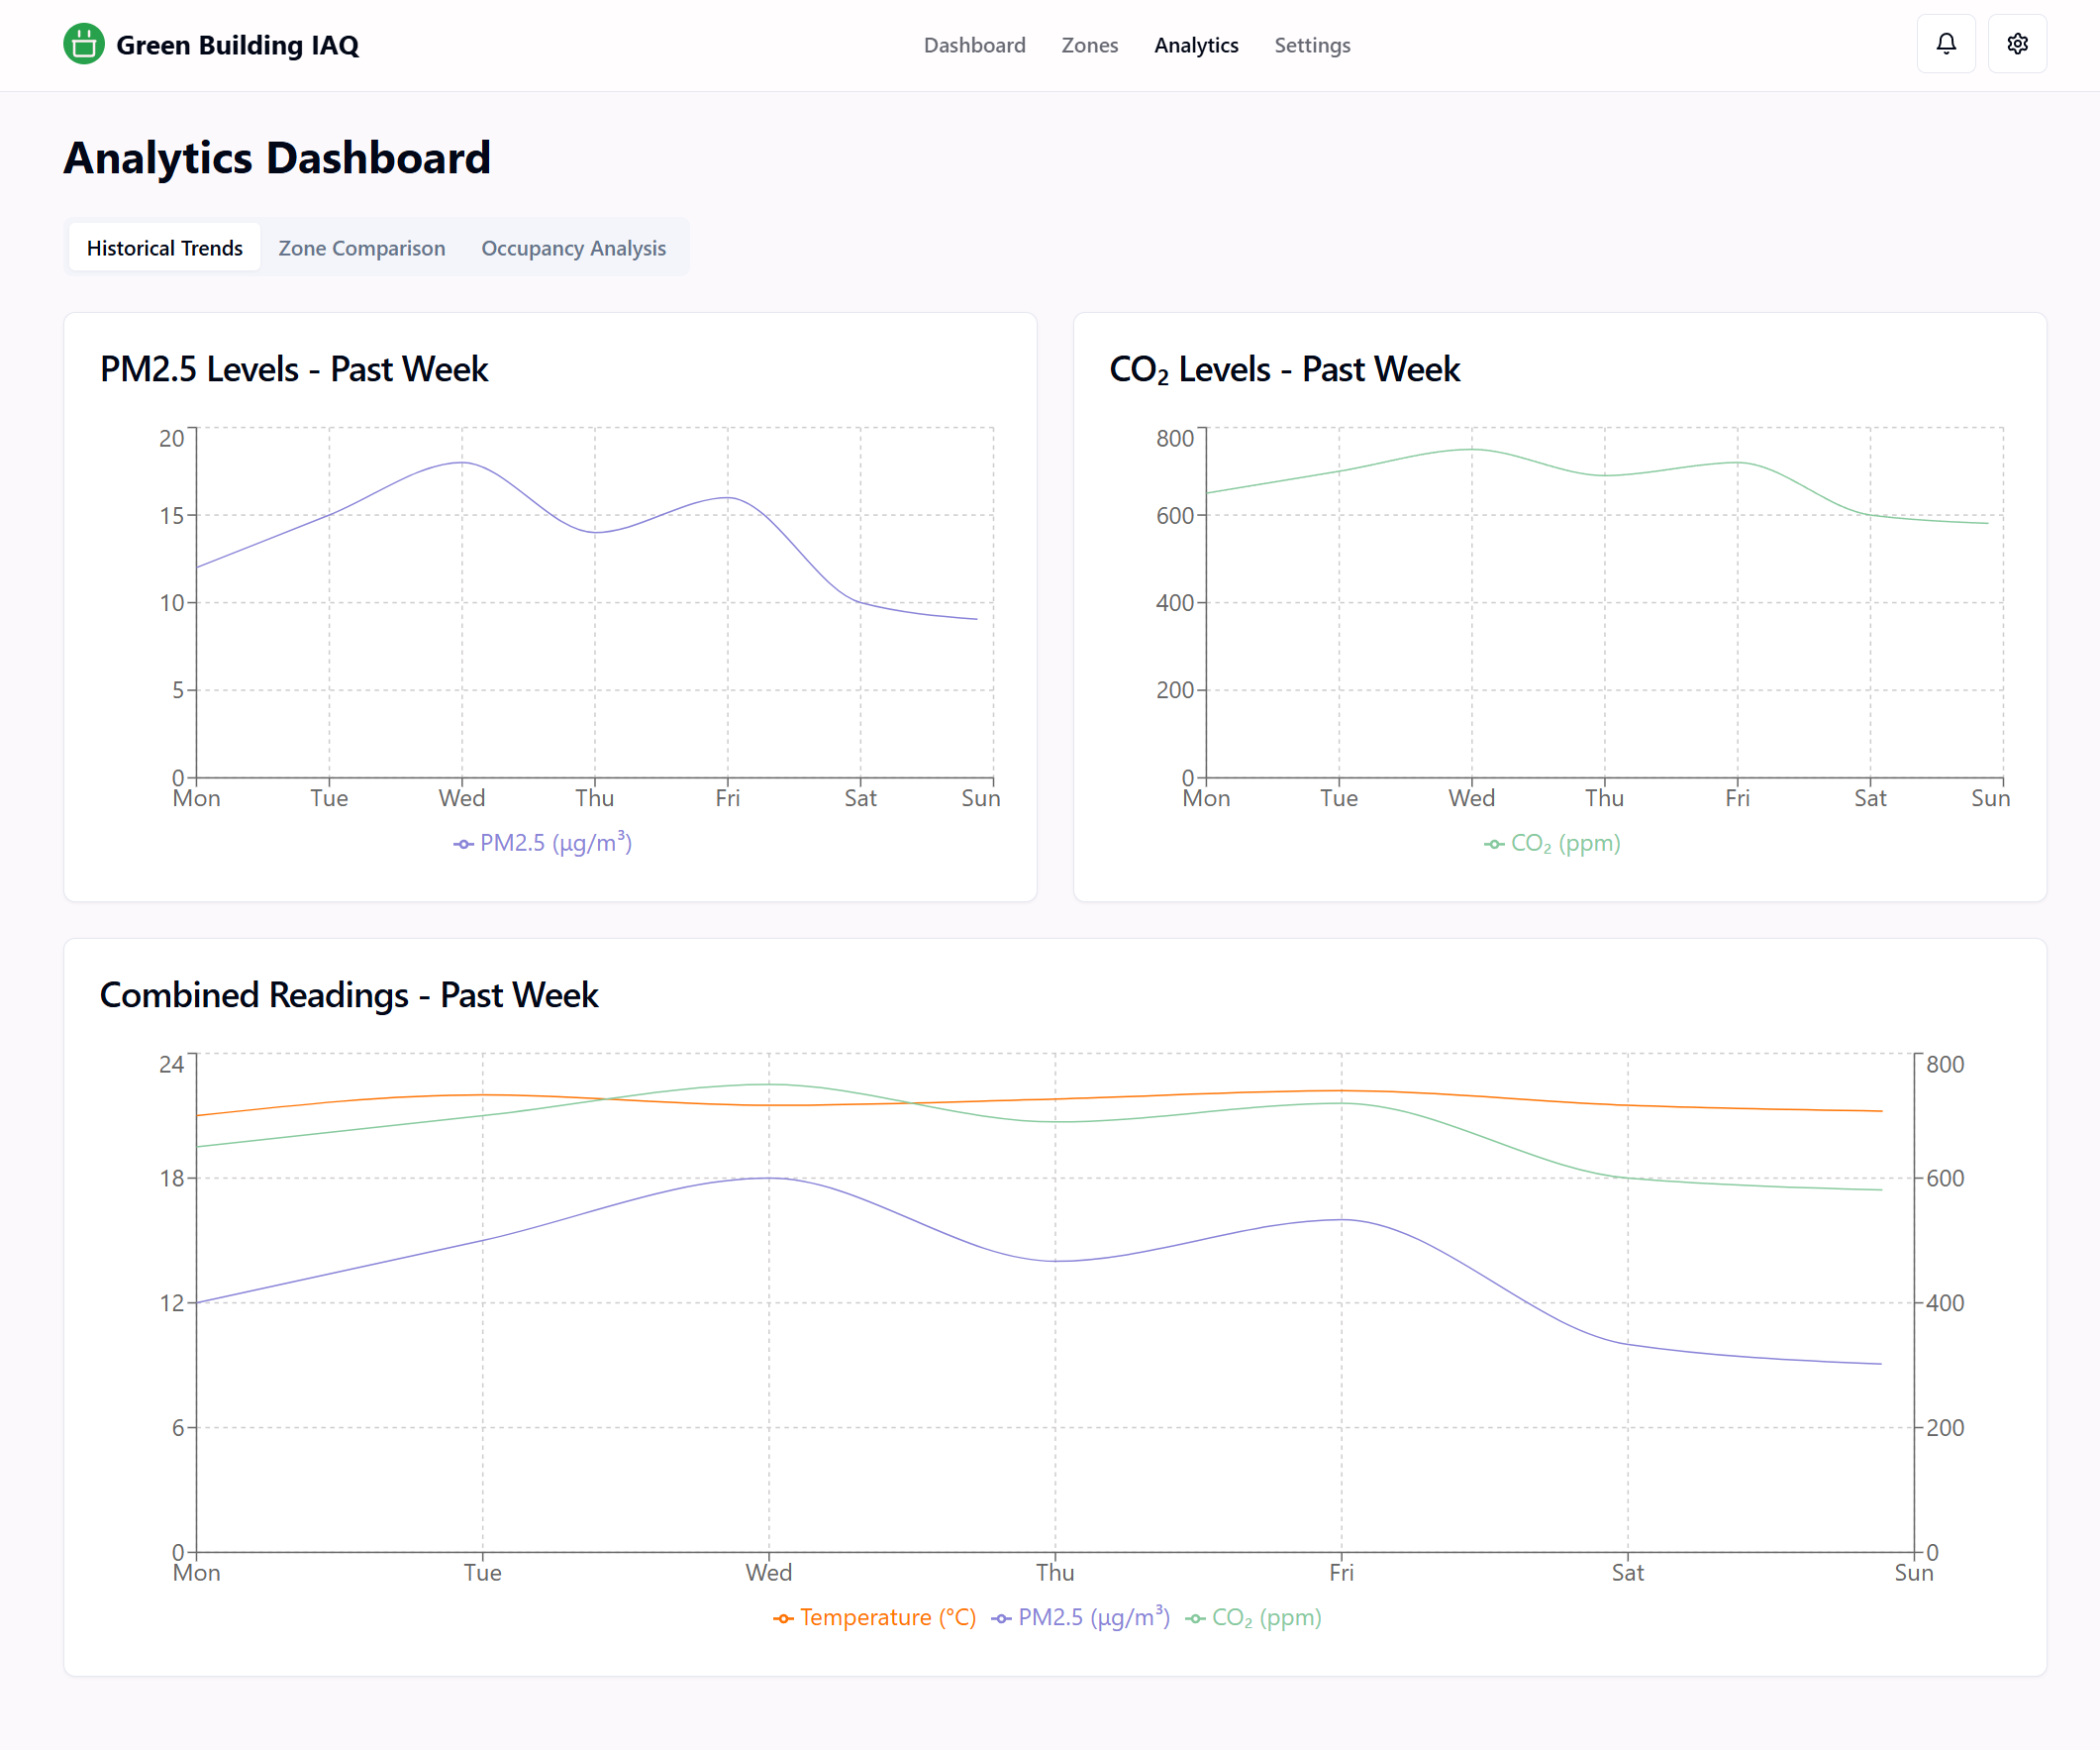 Green Building IAQ
Dashboard Zones Analytics Settings
Analytics Dashboard
Historical Trends Zone Comparison Occupancy Analysis
PM2.5 Levels - Past Week
20
15
10
5
0
Mon Tue Wed Thu Fri Sat Sun
PM2.5 (µg/m³)
CO₂ Levels - Past Week
800
600
400
200
0
Mon Tue Wed Thu Fri Sat Sun
CO₂ (ppm)
Combined Readings - Past Week
24 800
18 600
12 400
6 200
0 0
Mon Tue Wed Thu Fri Sat Sun
Temperature (°C) PM2.5 (µg/m³) CO₂ (ppm)